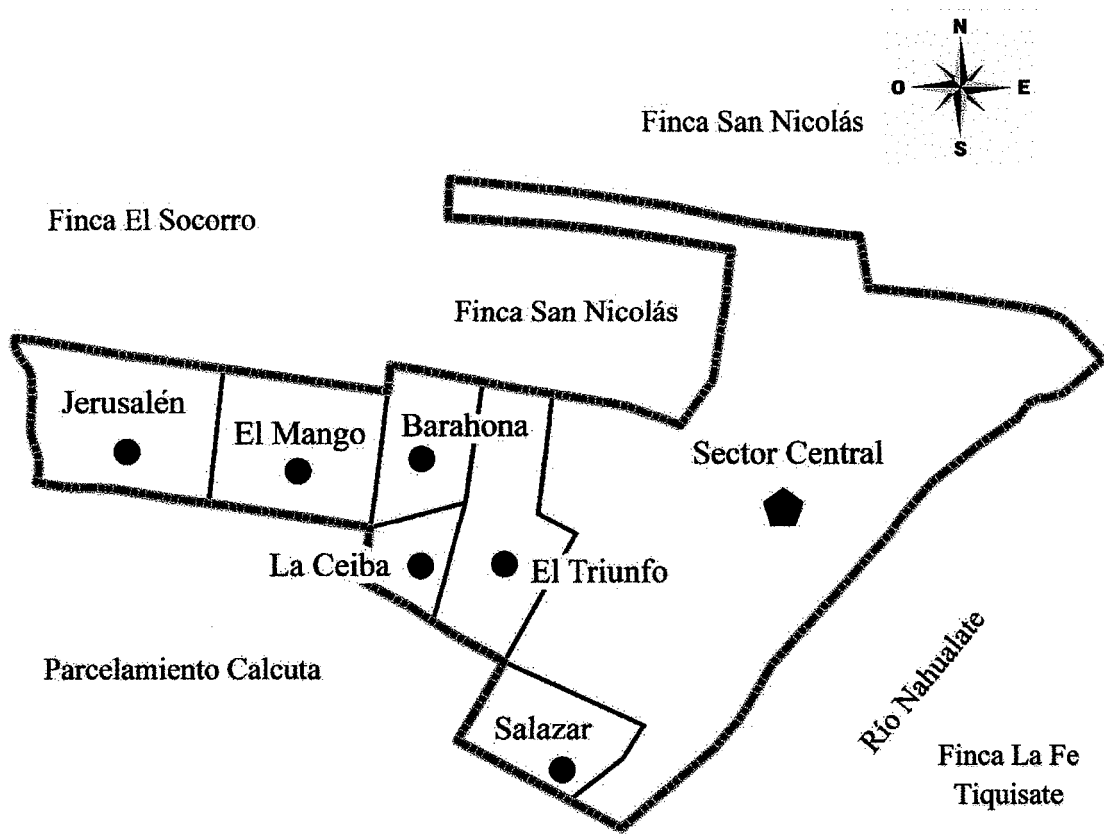 N
O
E
S
Finca San Nicolás
Finca El Socorro
Finca San Nicolás
Jerusalén
El Mango
Barahona
Sector Central
La Ceiba
El Triunfo
Parcelamiento Calcuta
Salazar
Río Nahualate
Finca La Fe
Tiquisate